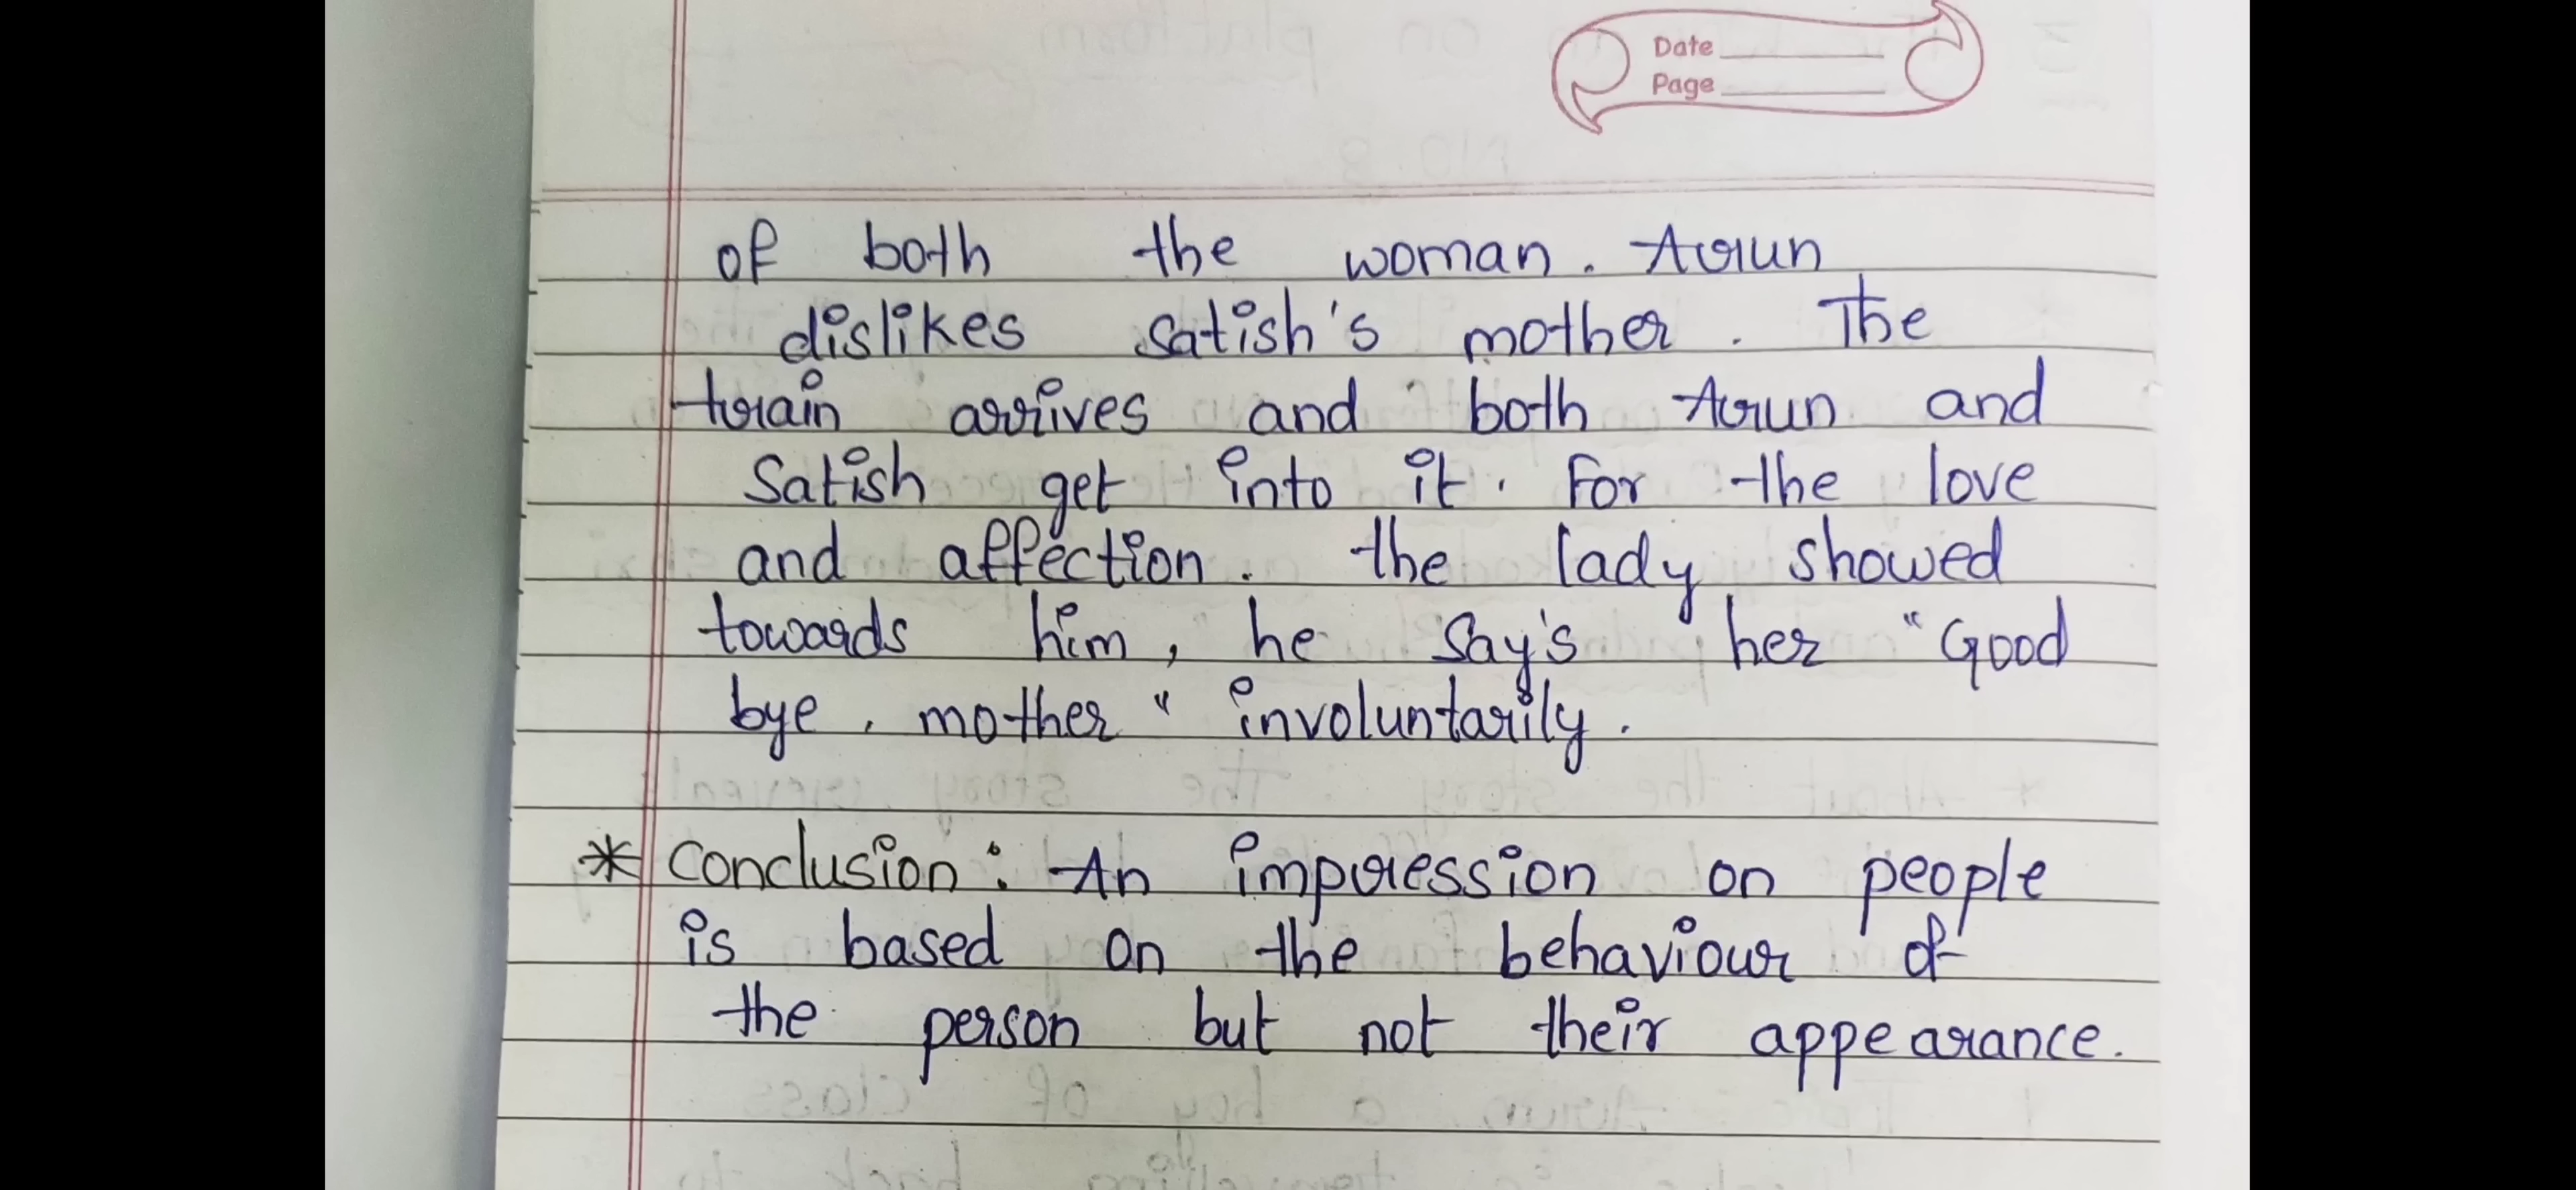 Date
Page
of both the woman. Arun
dislikes Satish's mother. The
train arrives and both Arun and
Satish get into it. For the love
and affection. the lady showed
towards him, he say's her "Good
bye, mother" involuntarily.
* Conclusion: An impression on people
is based on the behaviour of
the person but not their appearance.